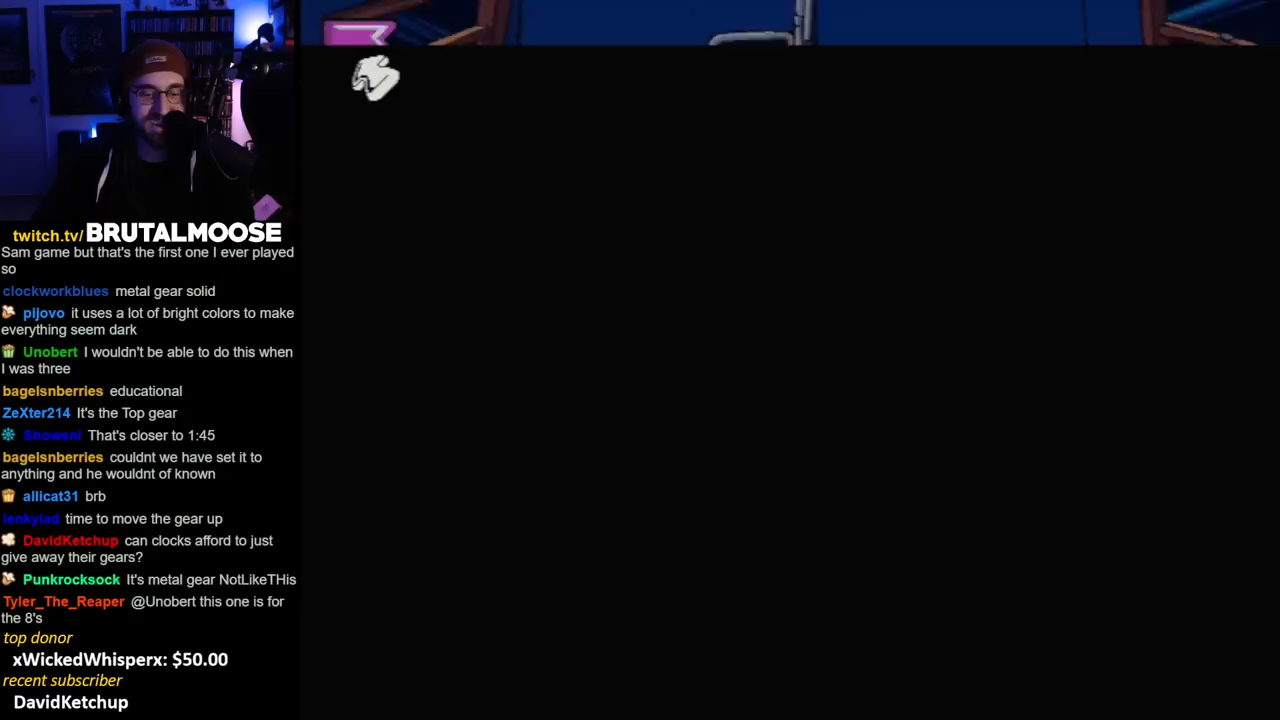 twitch.tv/BRUTALMOOSE
Sam game but that's the first one I ever played
so
clockworkblues metal gear solid
pijovo it uses a lot of bright colors to make
everything seem dark
Unobert I wouldn't be able to do this when
I was three
bagelsnberries educational
ZeXter214 It's the Top gear
Showsni That's closer to 1:45
bagelsnberries couldnt we have set it to
anything and he wouldnt of known
allicat31 brb
lenkylad time to move the gear up
DavidKetchup can clocks afford to just
give away their gears?
Punkrocksock It's metal gear NotLikeTHis
Tyler_The_Reaper @Unobert this one is for
the 8's
top donor
xWickedWhisperx: $50.00
recent subscriber
DavidKetchup